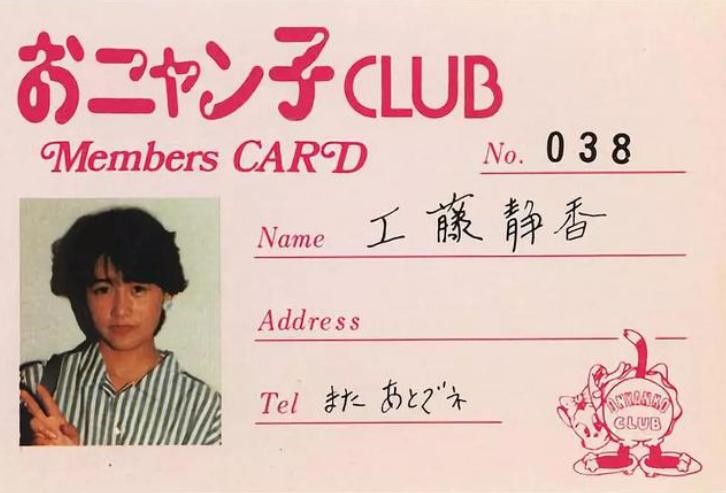 おニャン子CLUB
Members CARD
No. 038
Name 工藤静香
Address
Tel またあとでネ
ONYANKO
CLUB